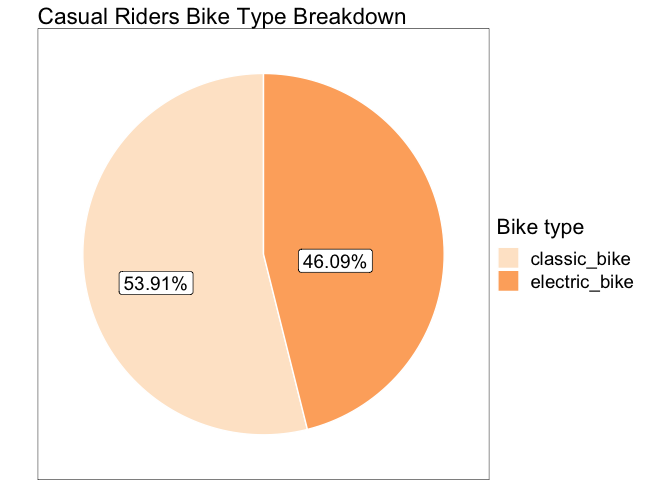 Casual Riders Bike Type Breakdown
46.09%
53.91%
Bike type
classic_bike
electric_bike